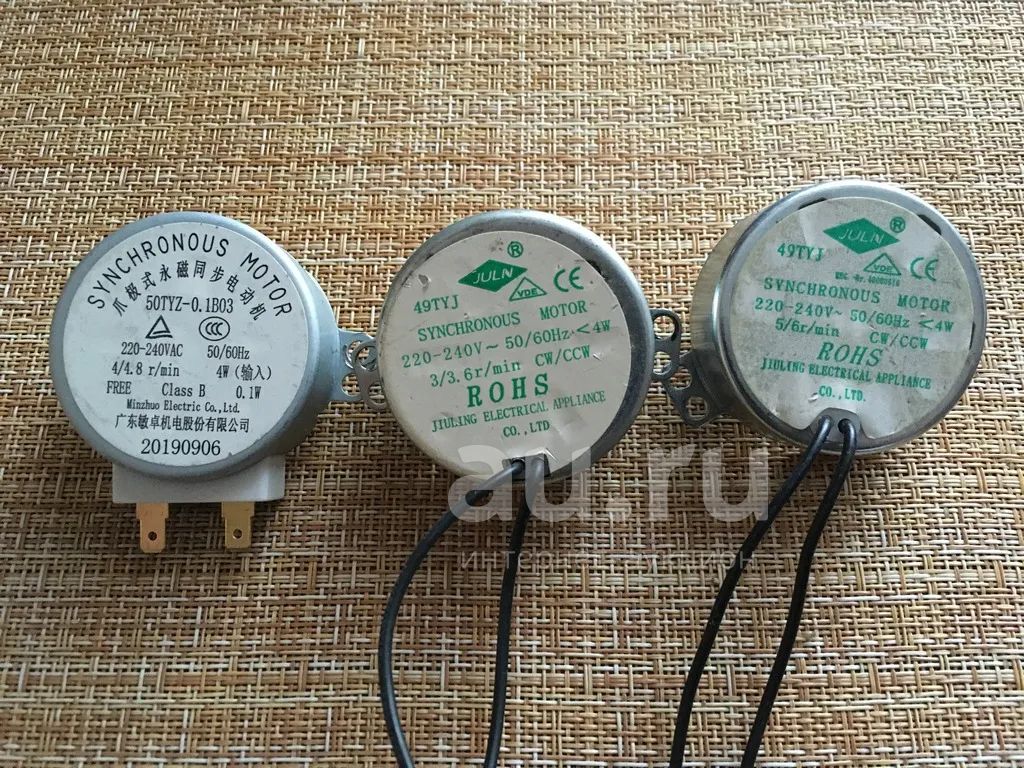 SYNCHRONOUS MOTOR
爪极式永磁同步电动机
50TYZ-0.1B03
CCC
220-240VAC 50/60Hz
4/4.8 r/min 4W (输入)
FREE Class B 0.1W
Minzhuo Electric Co.,Ltd.
广东敏卓机电股份有限公司
20190906
JULIN ®
49TYJ VDE CE
SYNCHRONOUS MOTOR
220-240V~ 50/60Hz <4W
3/3.6r/min CW/CCW
ROHS
JIULING ELECTRICAL APPLIANCE
CO.,LTD
JULIN ®
49TYJ VDE CE
SYNCHRONOUS MOTOR
220-240V~ 50/60Hz <4W
5/6r/min CW/CCW
ROHS
JIULING ELECTRICAL APPLIANCE
CO.,LTD.
au.ru